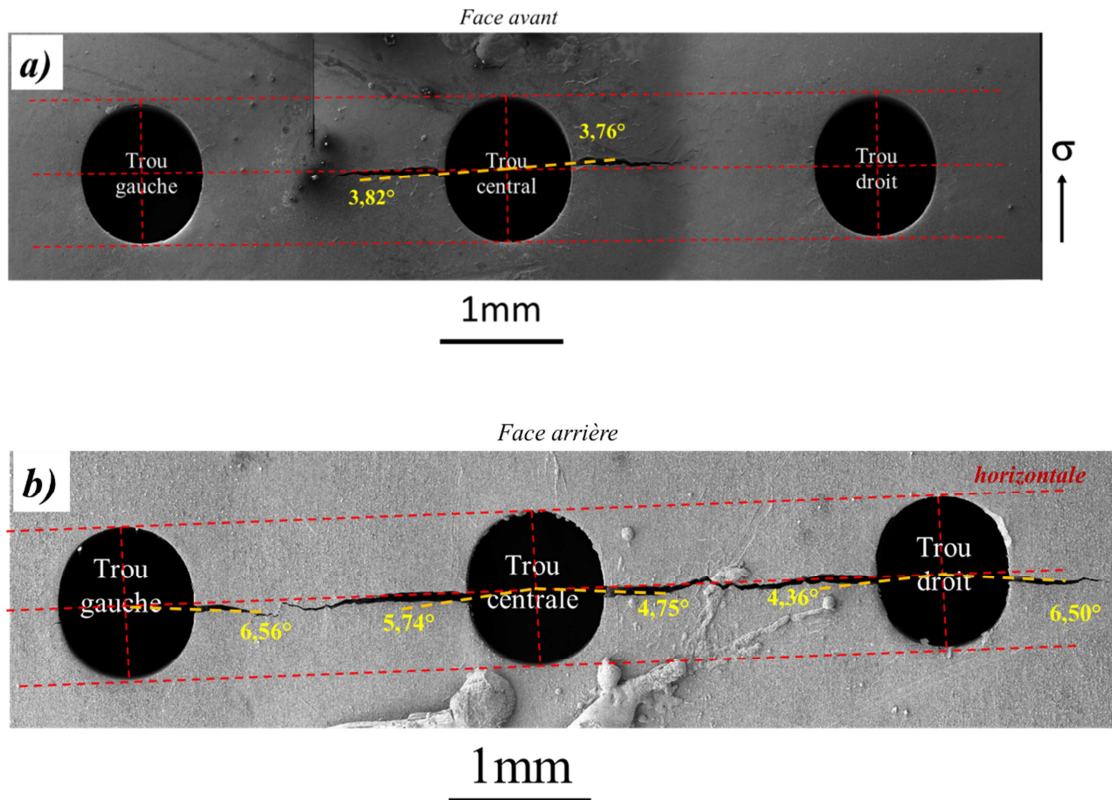 Face avant
a)
3,76°
Trou
gauche
Trou
central
Trou
droit
3,82°
σ
1mm
Face arrière
b)
horizontale
Trou
gauche
Trou
centrale
Trou
droit
6,56°
5,74°
4,75°
4,36°
6,50°
1mm